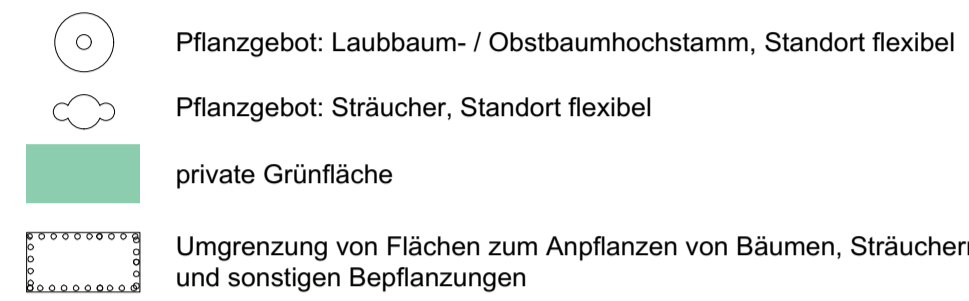 Pflanzgebot: Laubbaum- / Obstbaumhochstamm, Standort flexibel
Pflanzgebot: Sträucher, Standort flexibel
private Grünfläche
Umgrenzung von Flächen zum Anpflanzen von Bäumen, Sträuchern
und sonstigen Bepflanzungen